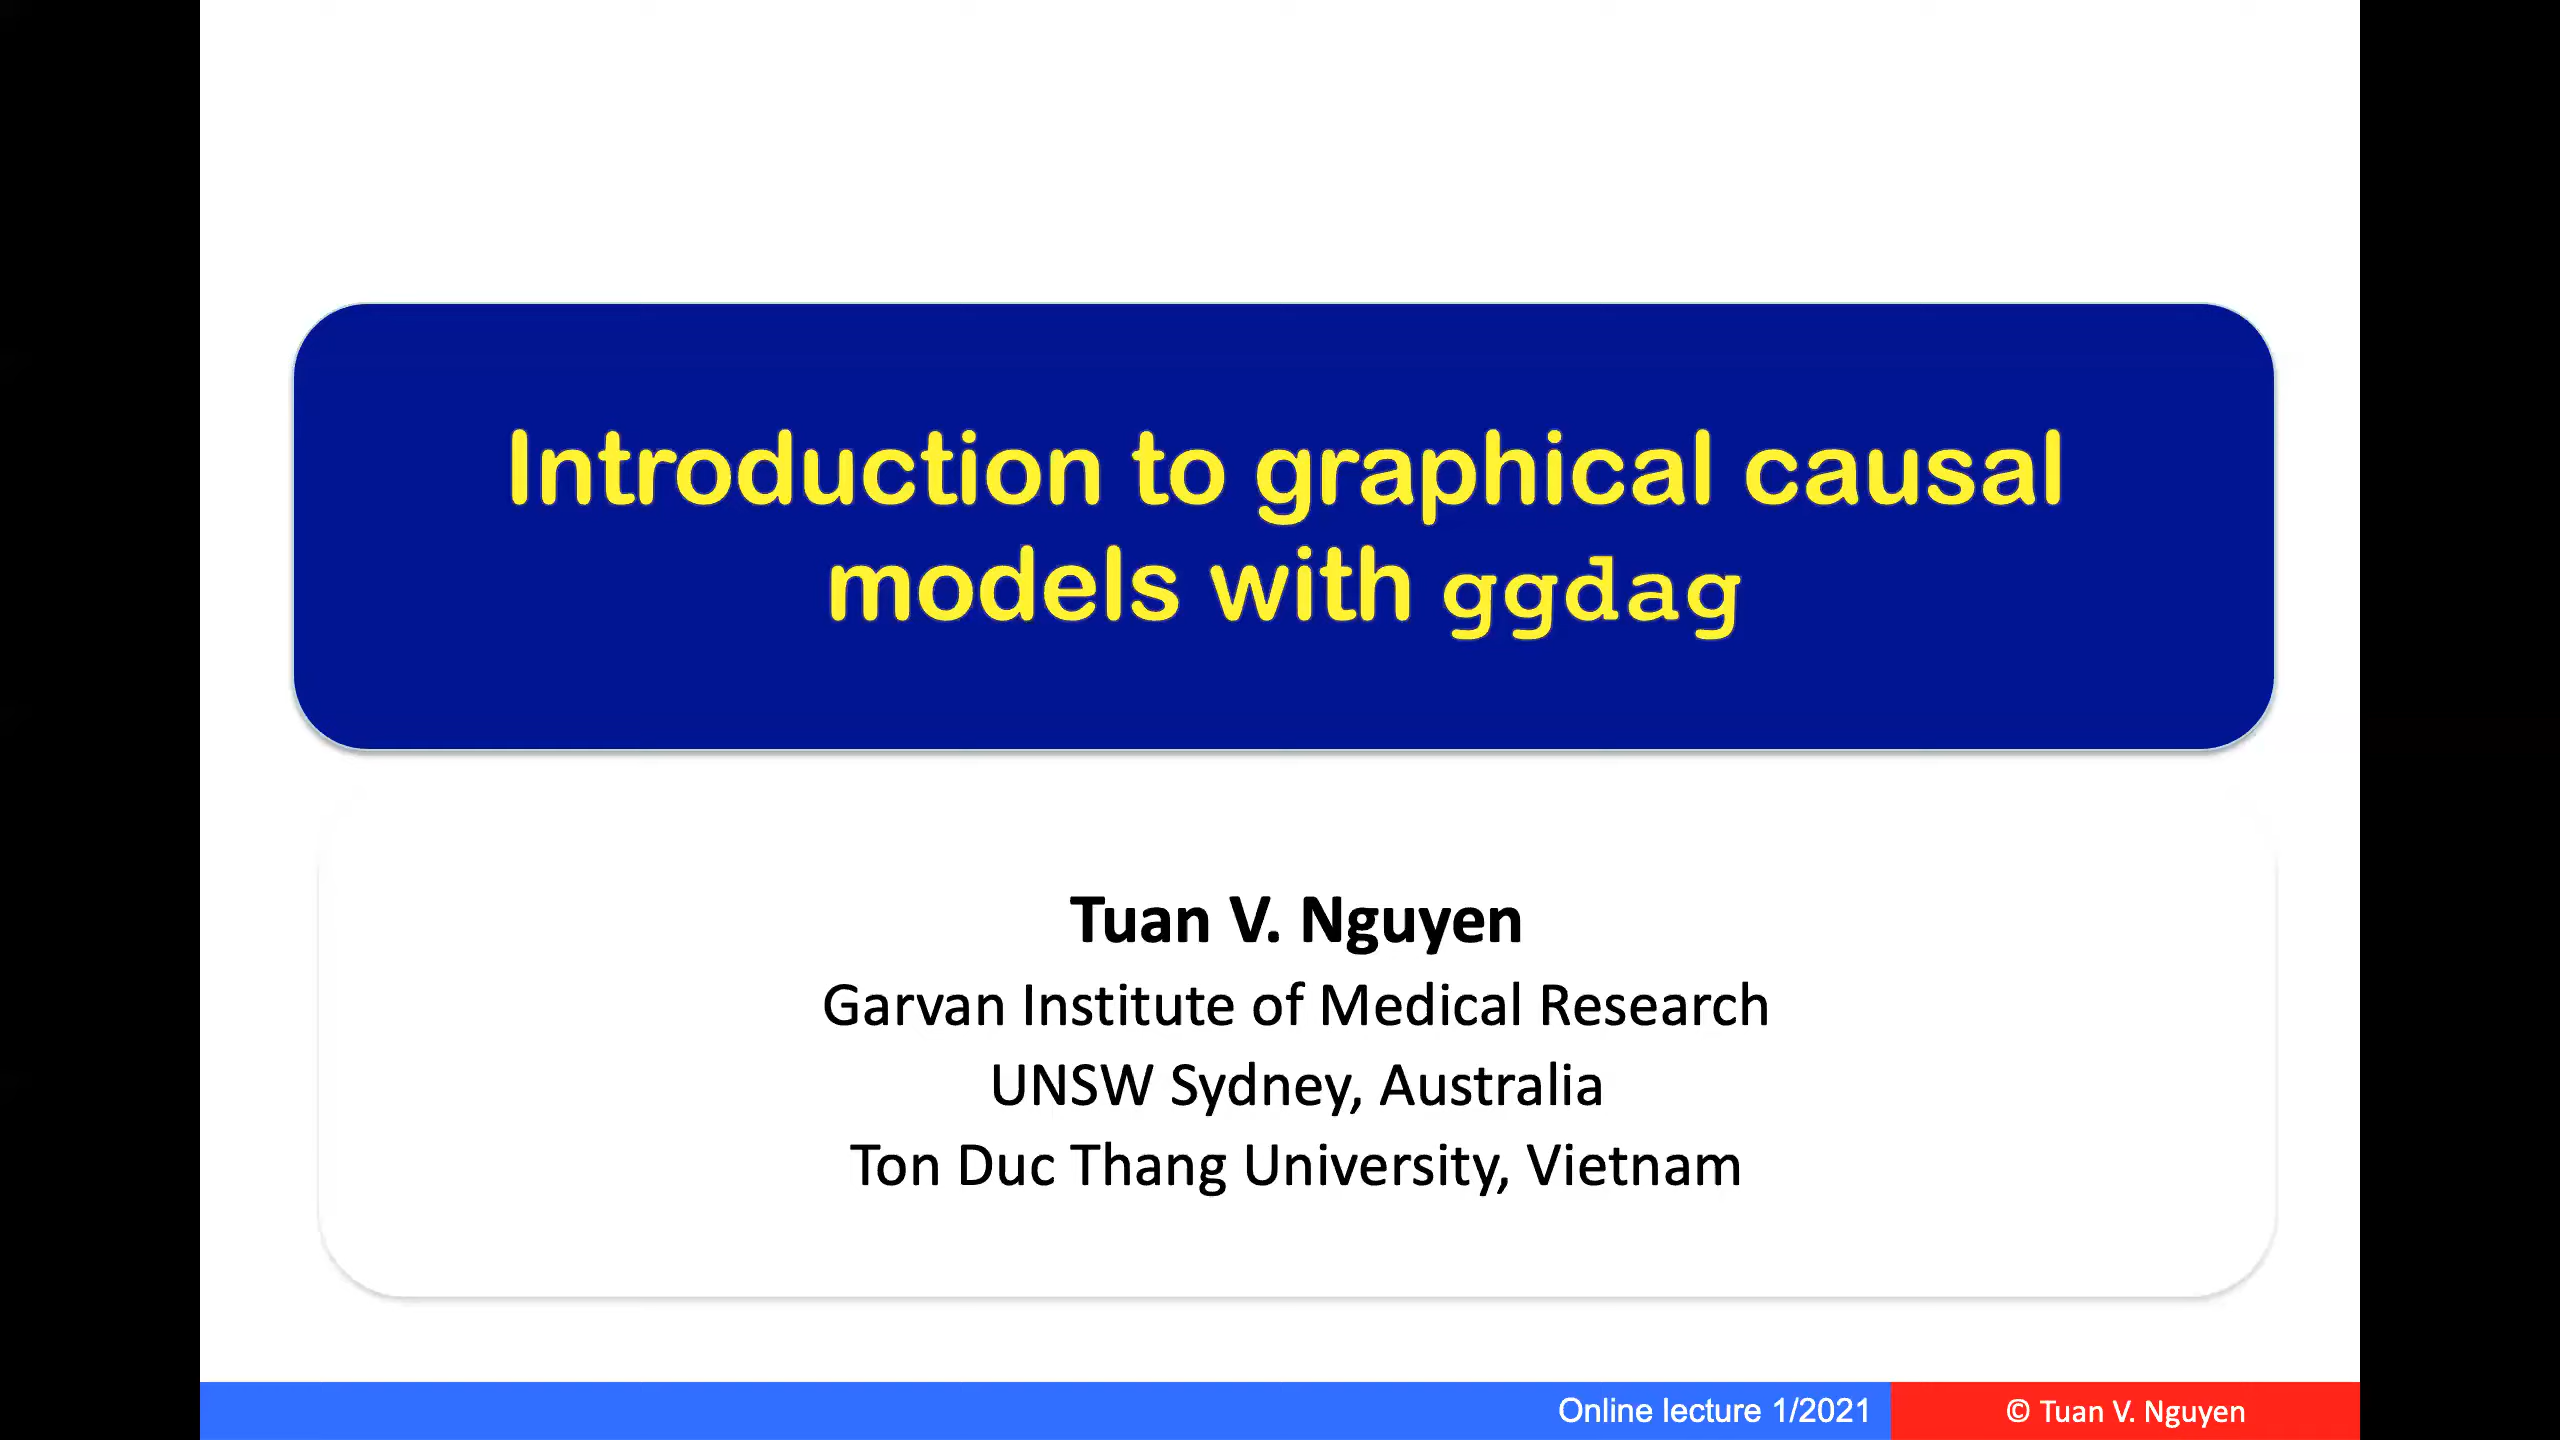 Introduction to graphical causal
models with ggdag
Tuan V. Nguyen
Garvan Institute of Medical Research
UNSW Sydney, Australia
Ton Duc Thang University, Vietnam
Online lecture 1/2021
© Tuan V. Nguyen